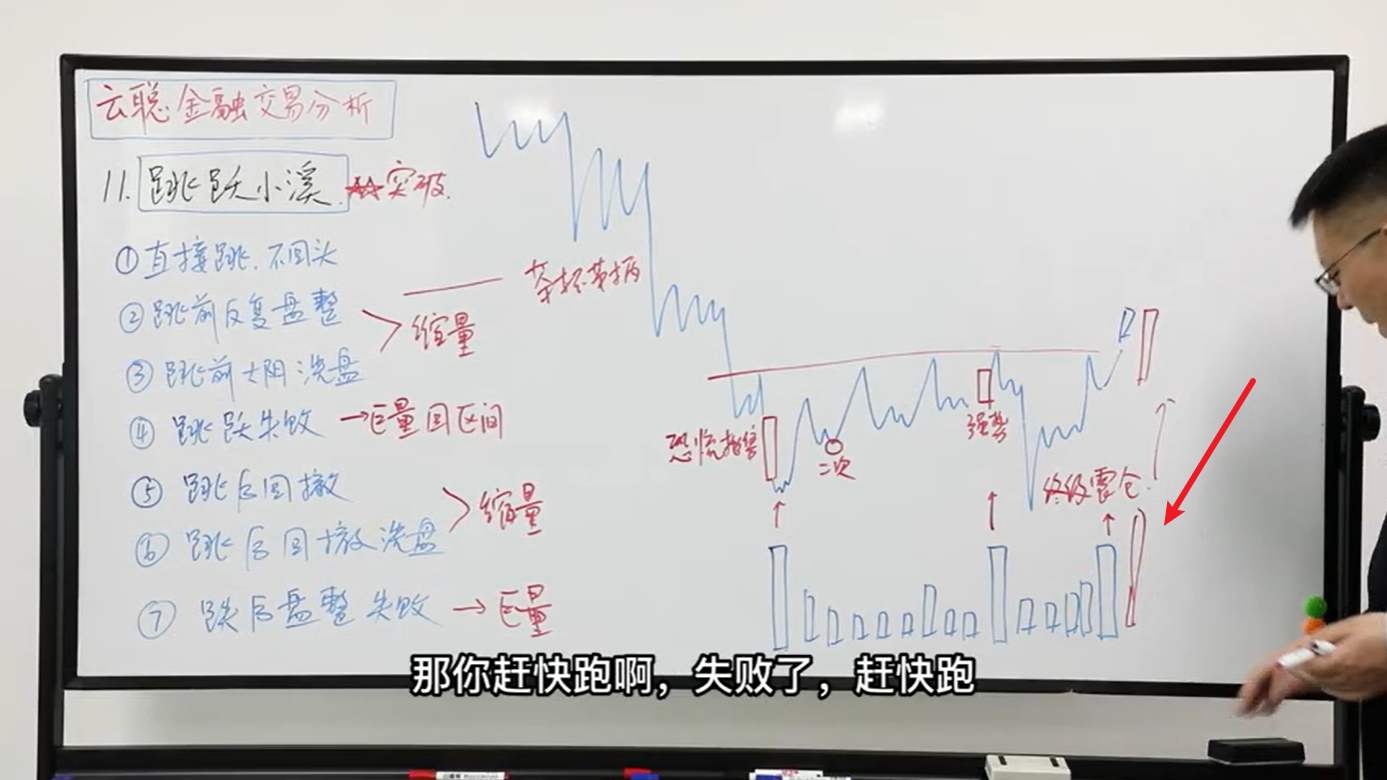 云聪金融交易分析
11. 跳跃小溪 突破.
①直接跳.不回头
②跳前反复盘整
③跳前大阴洗盘
缩量
④跳跃失败 →巨量回区间
⑤跳后回撤
⑥跳后回撤洗盘
缩量
⑦跌后盘整失败 →巨量
茶杯带柄
恐慌抛售
二次
强势
终级震仓.
那你赶快跑啊，失败了，赶快跑